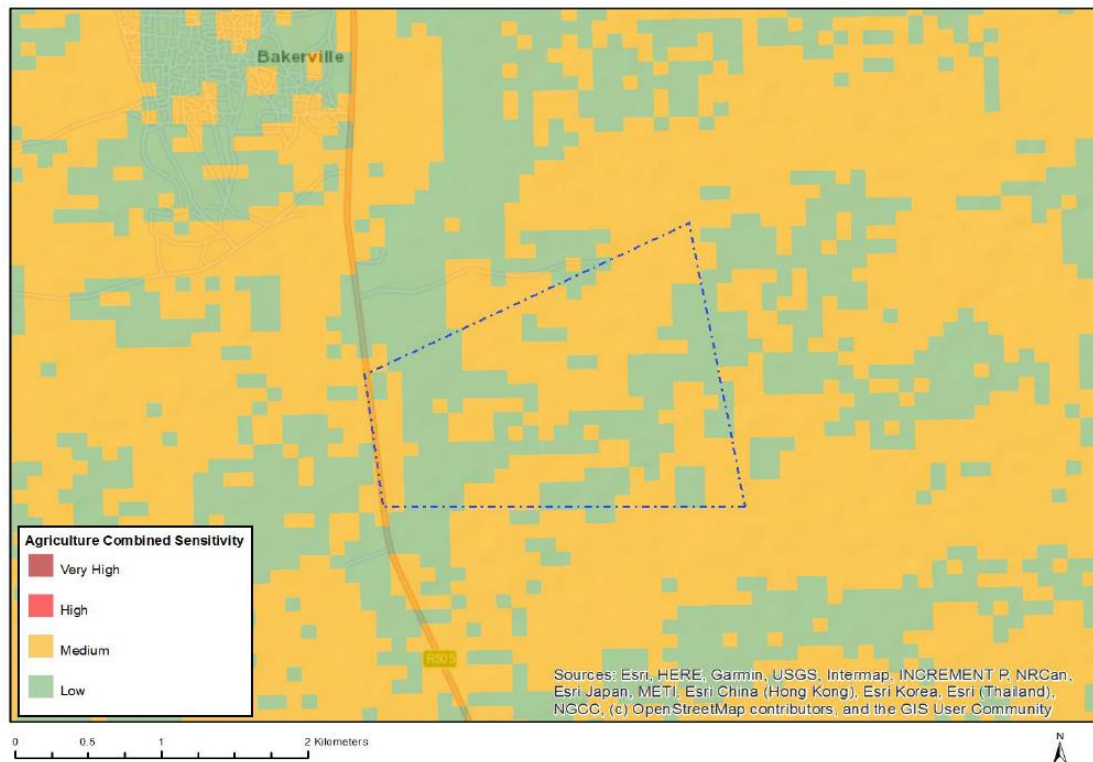 Bakerville
Agriculture Combined Sensitivity
Very High
High
Medium
Low
R505
Sources: Esri, HERE, Garmin, USGS, Intermap, INCREMENT P, NRCan,
Esri Japan, METI, Esri China (Hong Kong), Esri Korea, Esri (Thailand),
NGCC, (c) OpenStreetMap contributors, and the GIS User Community
0 0.5 1 2 Kilometers
N